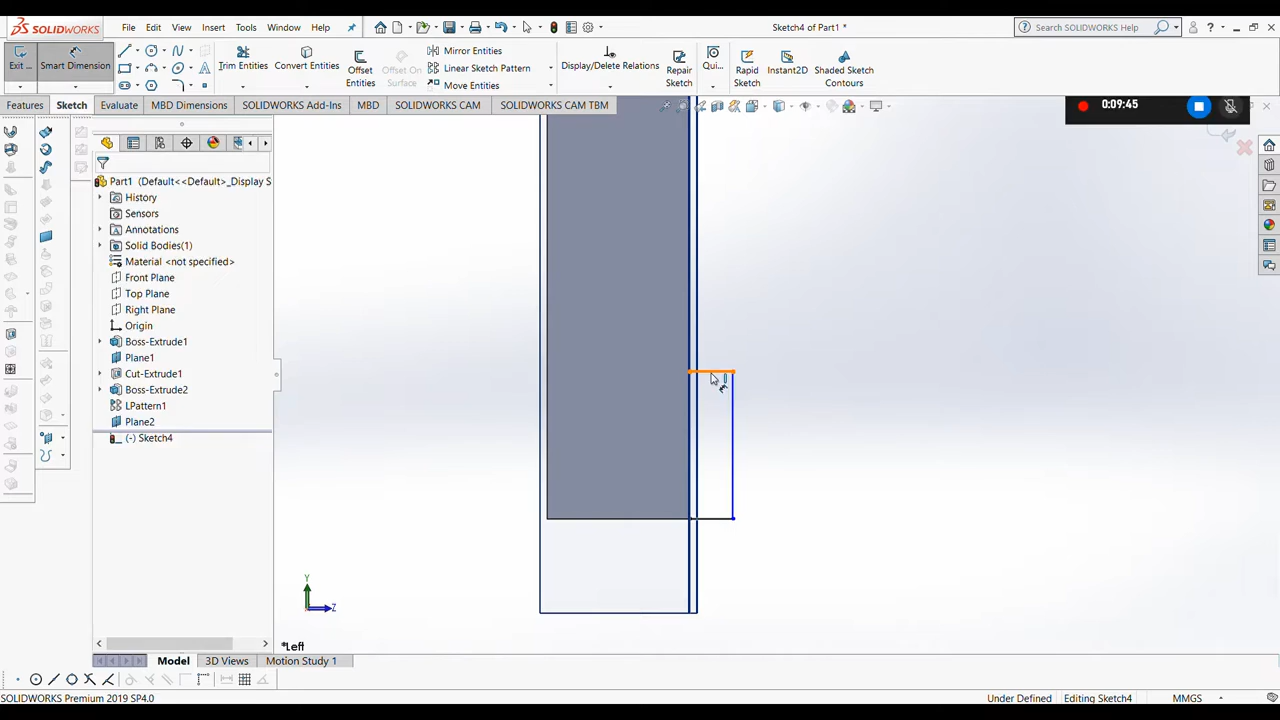 SOLIDWORKS File Edit View Insert Tools Window Help Sketch4 of Part1 * Search Commands
Exit ... Smart Dimension Trim Entities Convert Entities Offset Entities Offset On Surface Mirror Entities Linear Sketch Pattern Move Entities Display/Delete Relations Repair Sketch Qui... Rapid Sketch Instant2D Shaded Sketch Contours
Features Sketch Evaluate MBD Dimensions SOLIDWORKS Add-Ins MBD SOLIDWORKS CAM SOLIDWORKS CAM TBM
0:09:45
Part1 (Default<<Default>_Display S
History
Sensors
Annotations
Solid Bodies(1)
Material <not specified>
Front Plane
Top Plane
Right Plane
Origin
Boss-Extrude1
Plane1
Cut-Extrude1
Boss-Extrude2
LPattern1
Plane2
(-) Sketch4
Y
Z
*Left
Model 3D Views Motion Study 1
SOLIDWORKS Premium 2019 SP4.0 Under Defined Editing Sketch4 MMGS